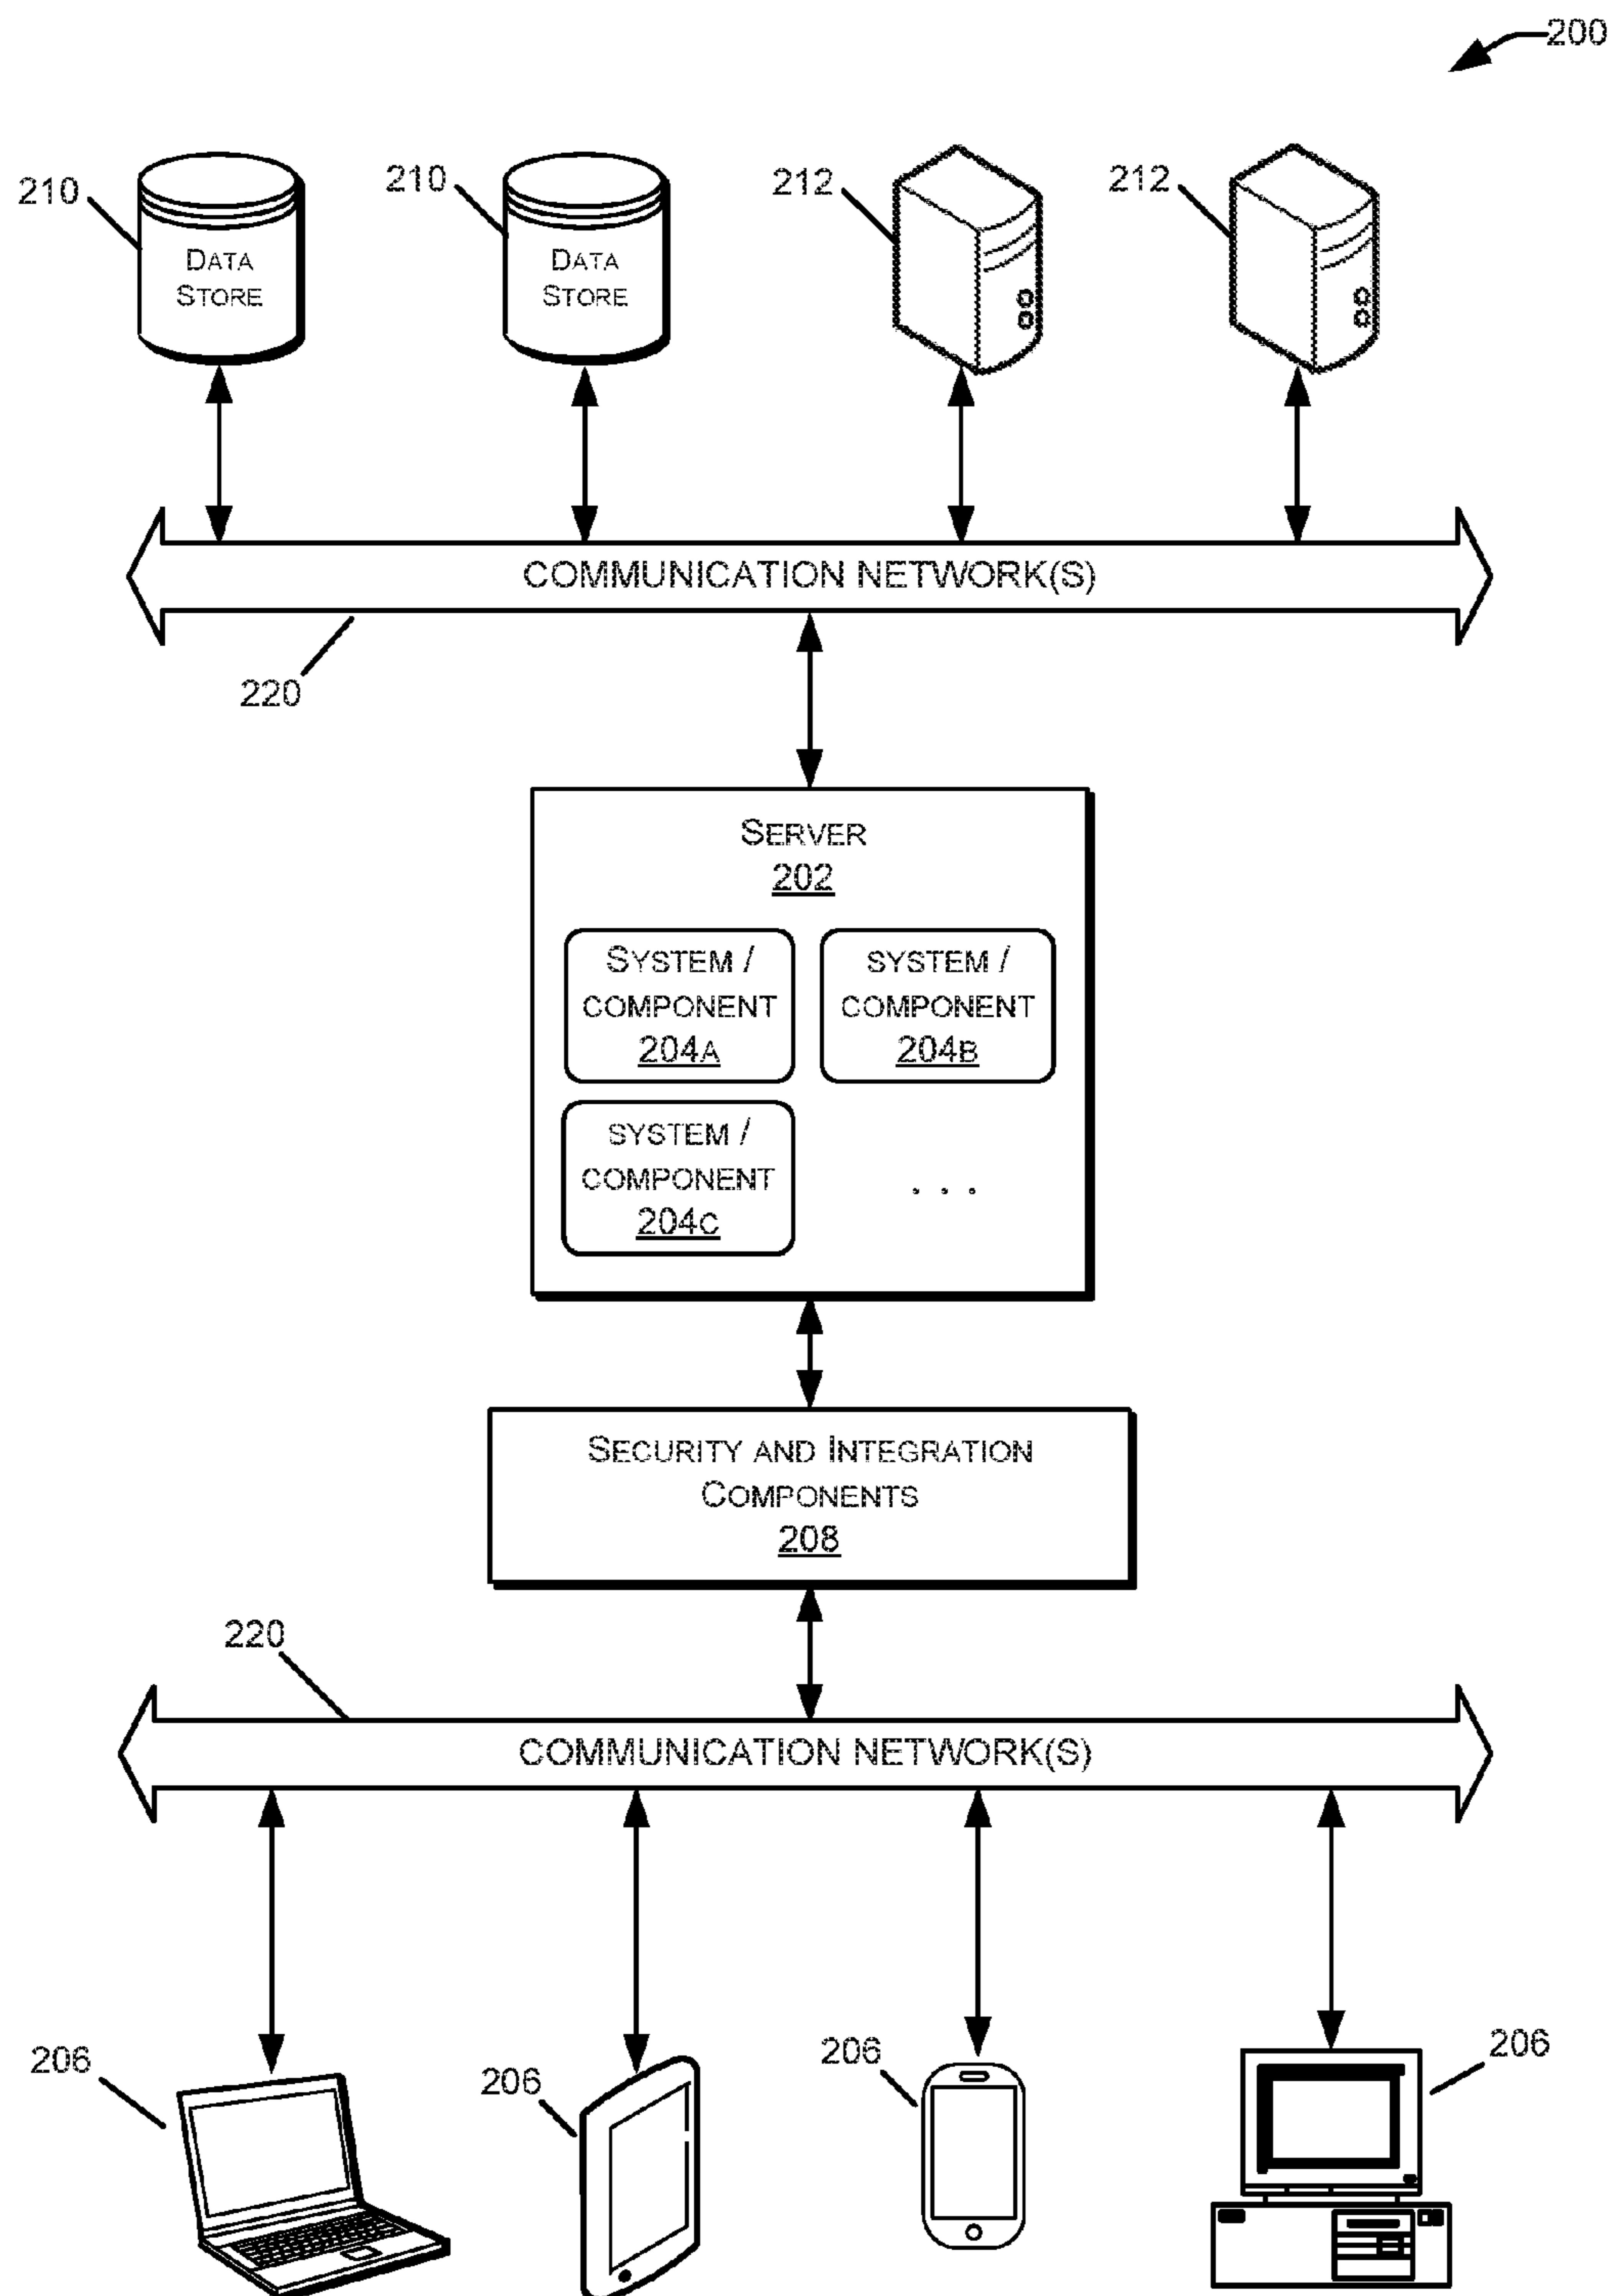 200
210
210
212
212
DATA
STORE
DATA
STORE
COMMUNICATION NETWORK(S)
220
SERVER
202
SYSTEM /
COMPONENT
204A
SYSTEM /
COMPONENT
204B
SYSTEM /
COMPONENT
204C
. . .
SECURITY AND INTEGRATION
COMPONENTS
208
220
COMMUNICATION NETWORK(S)
206
206
206
206